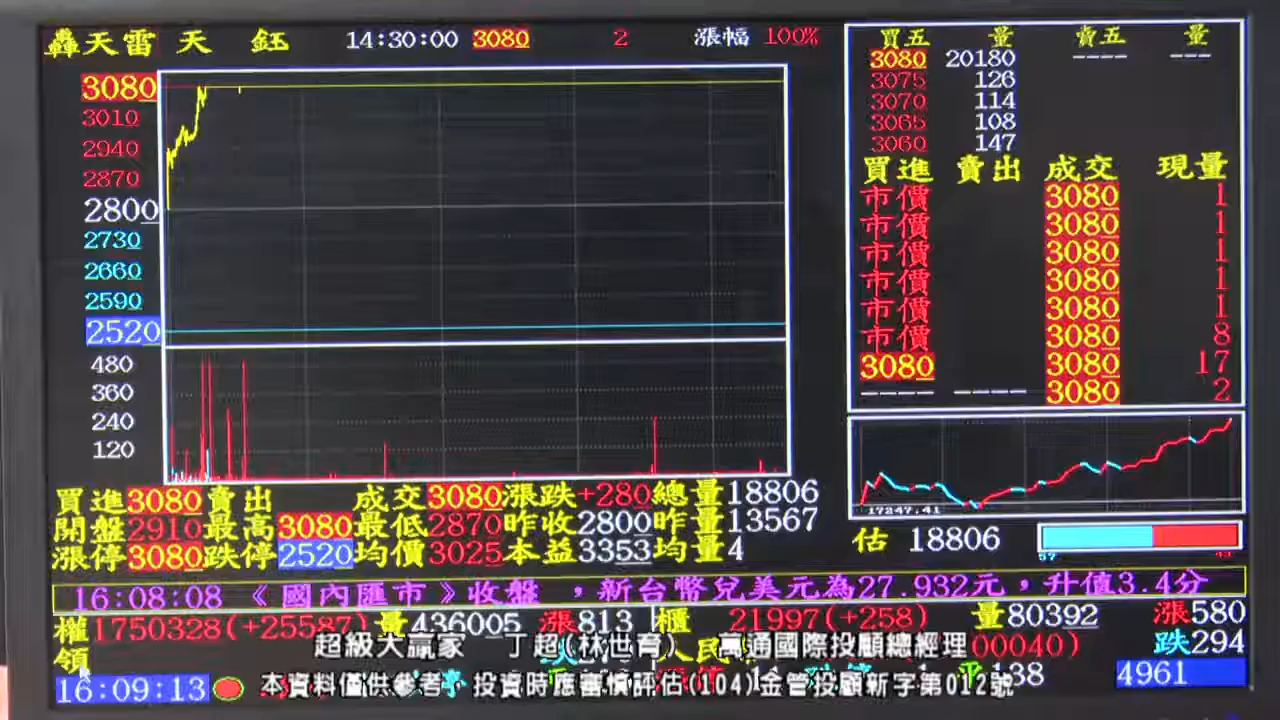 轟天雷 天 鈺 14:30:00 3080 2 漲幅 100%
買五 量 賣五 量
3080 20180 ---- ---
3075 126
3070 114
3065 108
3060 147
3080
3010
2940
2870
2800
2730
2660
2590
2520
480
360
240
120
買進 賣出 成交 現量
市價 3080 1
市價 3080 1
市價 3080 1
市價 3080 1
市價 3080 1
市價 3080 8
3080 3080 17
---- ---- 3080 2
17247.41
買進3080賣出 成交3080漲跌+280總量18806
開盤2910最高3080最低2870昨收2800昨量13567
漲停3080跌停2520均價3025本益3353均量4
估 18806
57 43
16:08:08 《國內匯市》收盤 ，新台幣兌美元為27.932元，升值3.4分
權1750328(+25587) 量436005 漲813 櫃 21997(+258) 量80392 漲580
領 人民 00040) 跌294
超級大贏家 丁超(林世育) 萬通國際投顧總經理
16:09:13 平138 4961
本資料僅供參考，投資時應審慎評估(104)金管投顧新字第012號